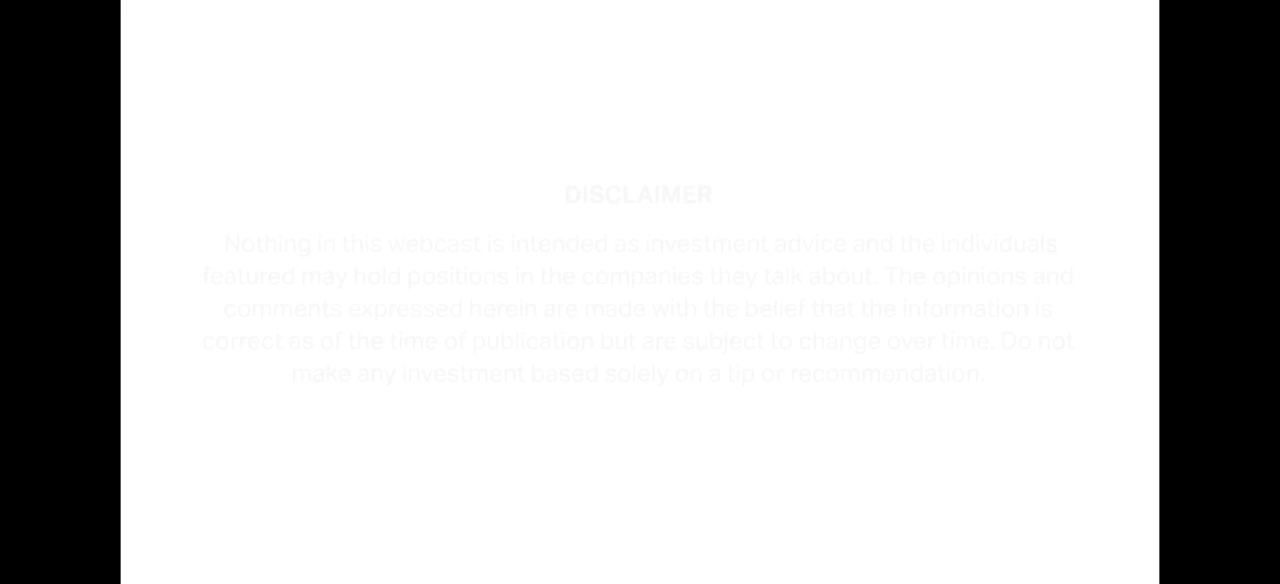 DISCLAIMER
Nothing in this webcast is intended as investment advice and the individuals
featured may hold positions in the companies they talk about. The opinions and
comments expressed herein are made with the belief that the information is
correct as of the time of publication but are subject to change over time. Do not
make any investment based solely on a tip or recommendation.